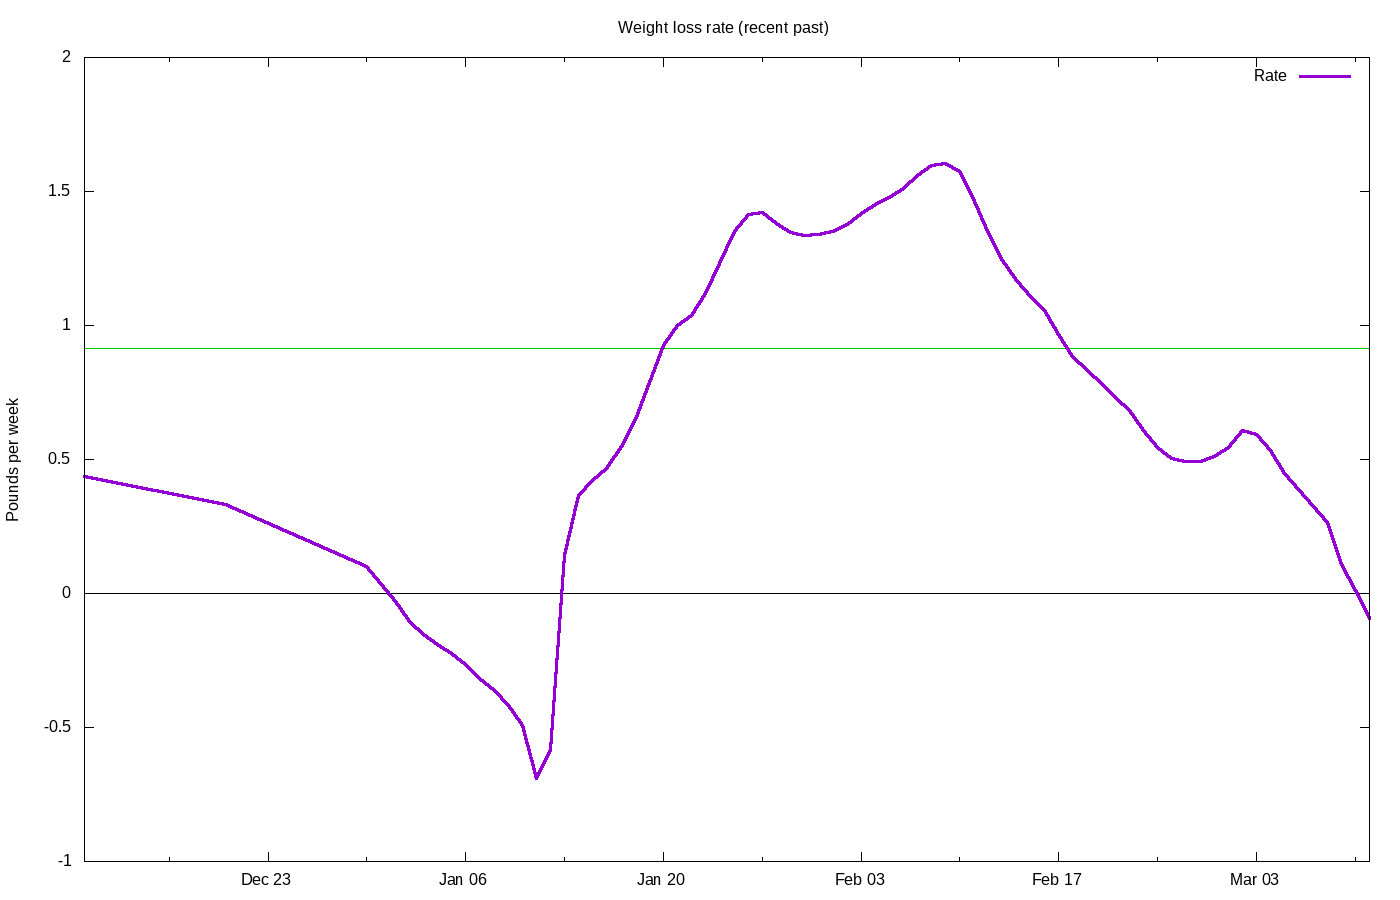 Weight loss rate (recent past)
Rate
Pounds per week
2
1.5
1
0.5
0
-0.5
-1
Dec 23
Jan 06
Jan 20
Feb 03
Feb 17
Mar 03